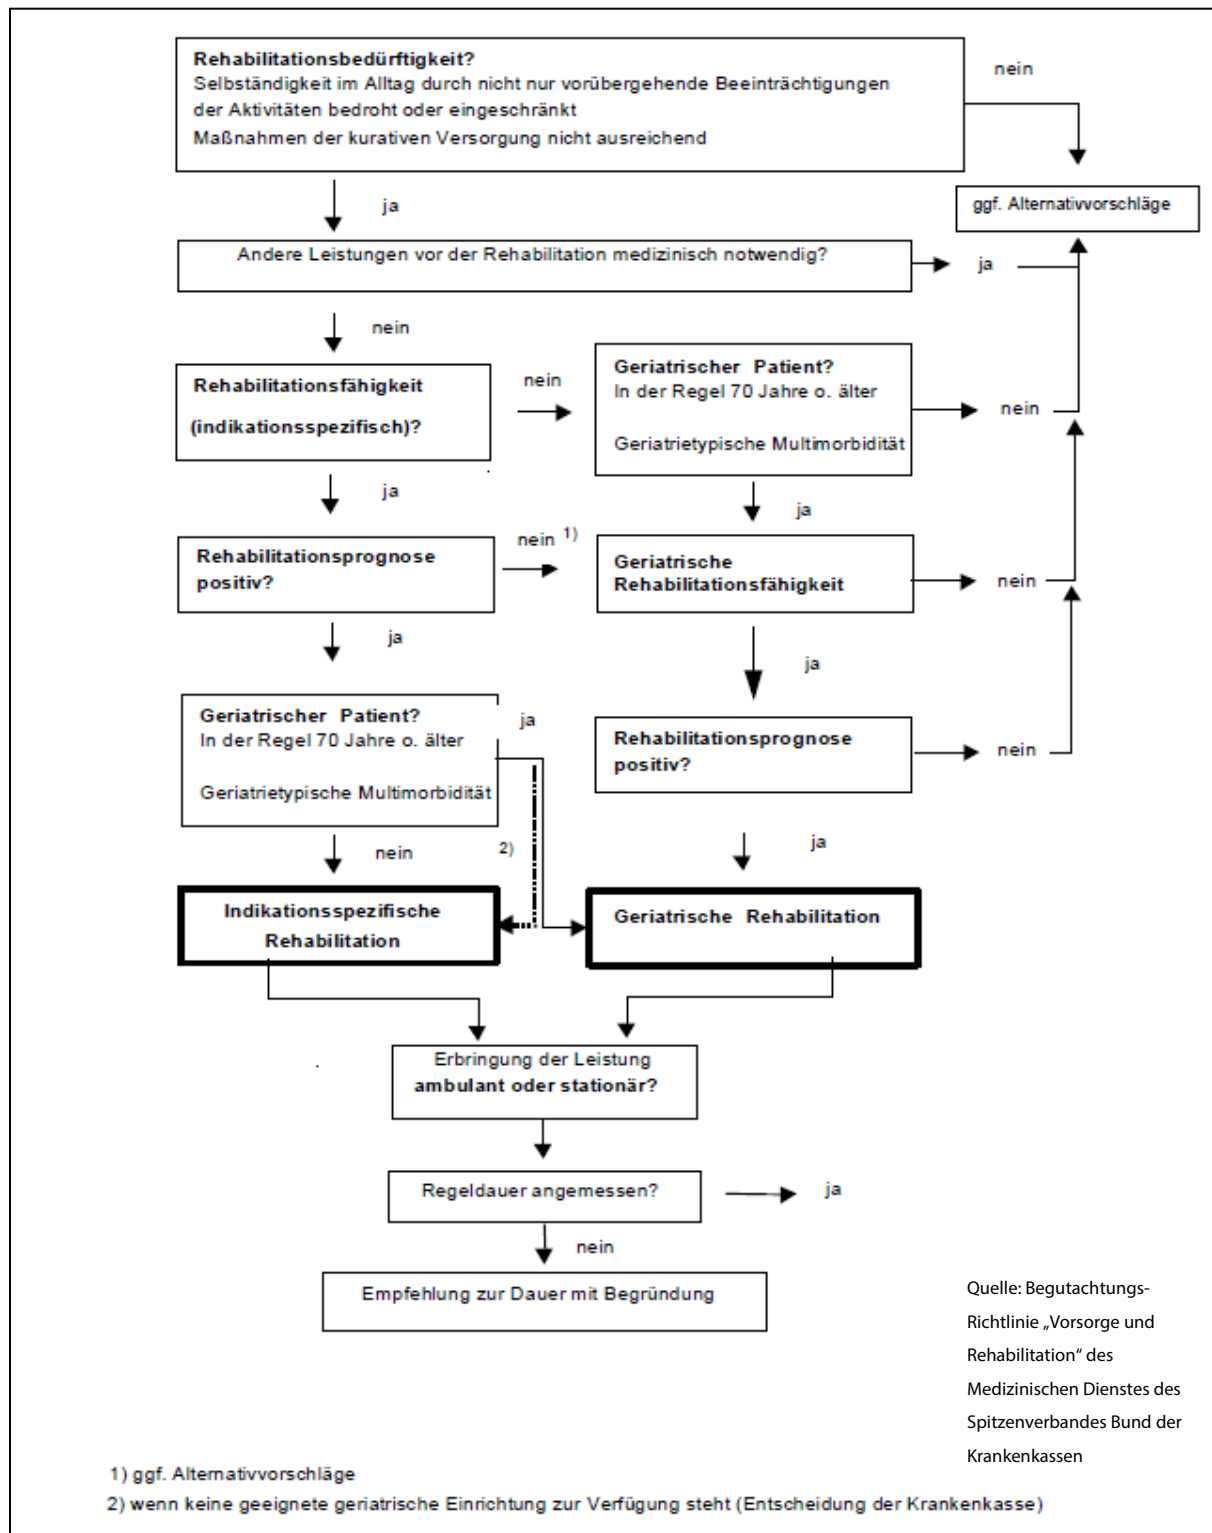 Rehabilitationsbedürftigkeit?
Selbständigkeit im Alltag durch nicht nur vorübergehende Beeinträchtigungen
der Aktivitäten bedroht oder eingeschränkt
Maßnahmen der kurativen Versorgung nicht ausreichend
nein
ja
ggf. Alternativvorschläge
Andere Leistungen vor der Rehabilitation medizinisch notwendig?
ja
nein
Rehabilitationsfähigkeit
(indikationsspezifisch)?
nein
Geriatrischer Patient?
In der Regel 70 Jahre o. älter
Geriatrietypische Multimorbidität
nein
ja
ja
Rehabilitationsprognose
positiv?
nein 1)
Geriatrische
Rehabilitationsfähigkeit
nein
ja
ja
Geriatrischer Patient?
In der Regel 70 Jahre o. älter
Geriatrietypische Multimorbidität
ja
Rehabilitationsprognose
positiv?
nein
nein
2)
ja
Indikationsspezifische
Rehabilitation
Geriatrische Rehabilitation
Erbringung der Leistung
ambulant oder stationär?
Regeldauer angemessen?
ja
nein
Empfehlung zur Dauer mit Begründung
Quelle: Begutachtungs-
Richtlinie „Vorsorge und
Rehabilitation“ des
Medizinischen Dienstes des
Spitzenverbandes Bund der
Krankenkassen
1) ggf. Alternativvorschläge
2) wenn keine geeignete geriatrische Einrichtung zur Verfügung steht (Entscheidung der Krankenkasse)